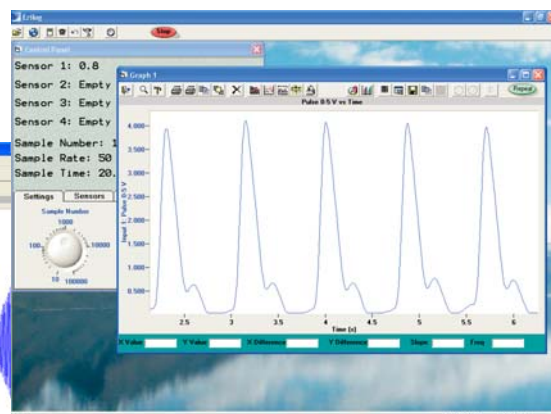 Stop
Control Panel
Sensor 1: 0.8
Sensor 2: Empty
Sensor 3: Empty
Sensor 4: Empty
Sample Number: 1
Sample Rate: 50
Sample Time: 20.
Settings
Sensors
Sample Number
1000
100
10000
10
100000
Graph 1
Repeat
Pulse 0-5 V vs Time
Input 1: Pulse 0-5 V
4.000
3.500
3.000
2.500
2.000
1.500
1.000
0.500
2.5 3 3.5 4 4.5 5 5.5 6
Time (s)
X Value
Y Value
X Difference
Y Difference
Slope
Freq